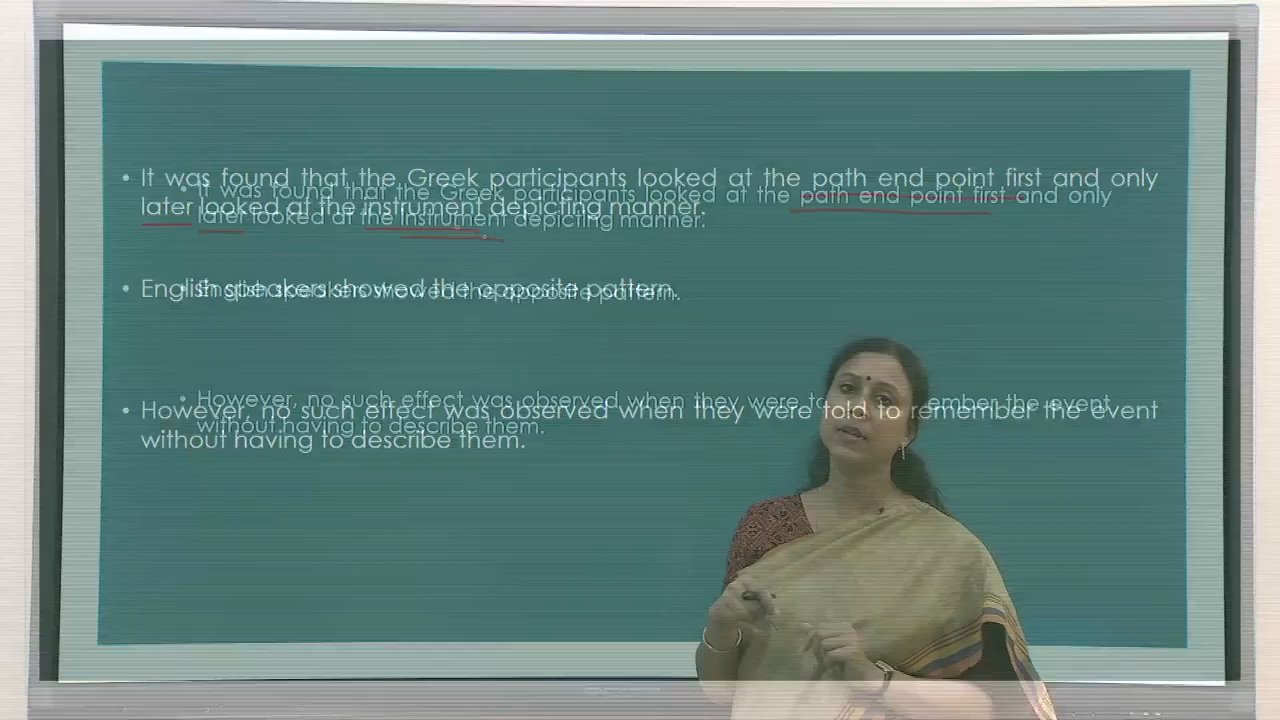 • It was found that the Greek participants looked at the path end point first and only
later looked at the instrument depicting manner.
• English speakers showed the opposite pattern.
• However, no such effect was observed when they were told to remember the event
without having to describe them.